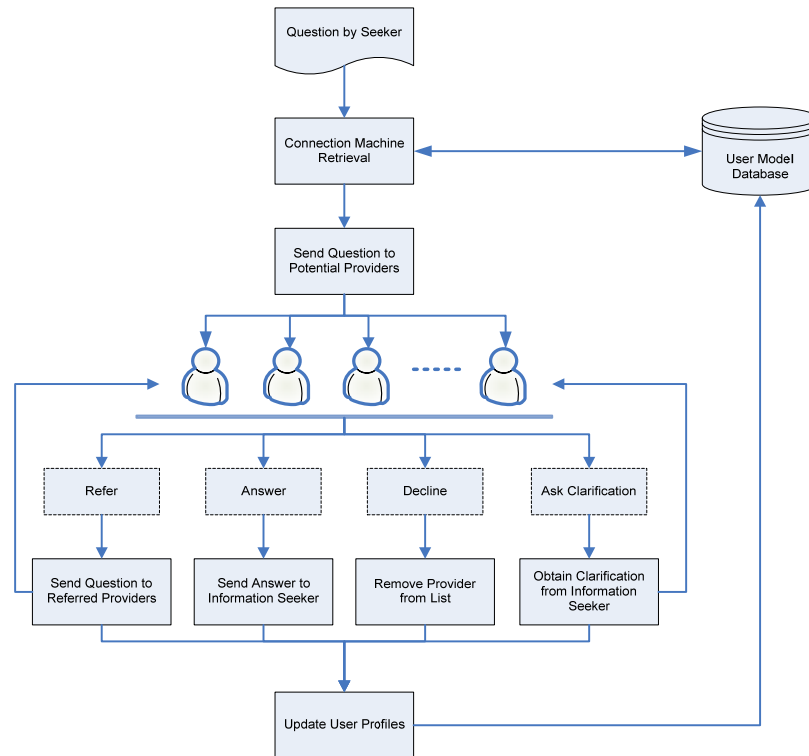 Question by Seeker
Connection Machine
Retrieval
User Model
Database
Send Question to
Potential Providers
Refer
Answer
Decline
Ask Clarification
Send Question to
Referred Providers
Send Answer to
Information Seeker
Remove Provider
from List
Obtain Clarification
from Information
Seeker
Update User Profiles